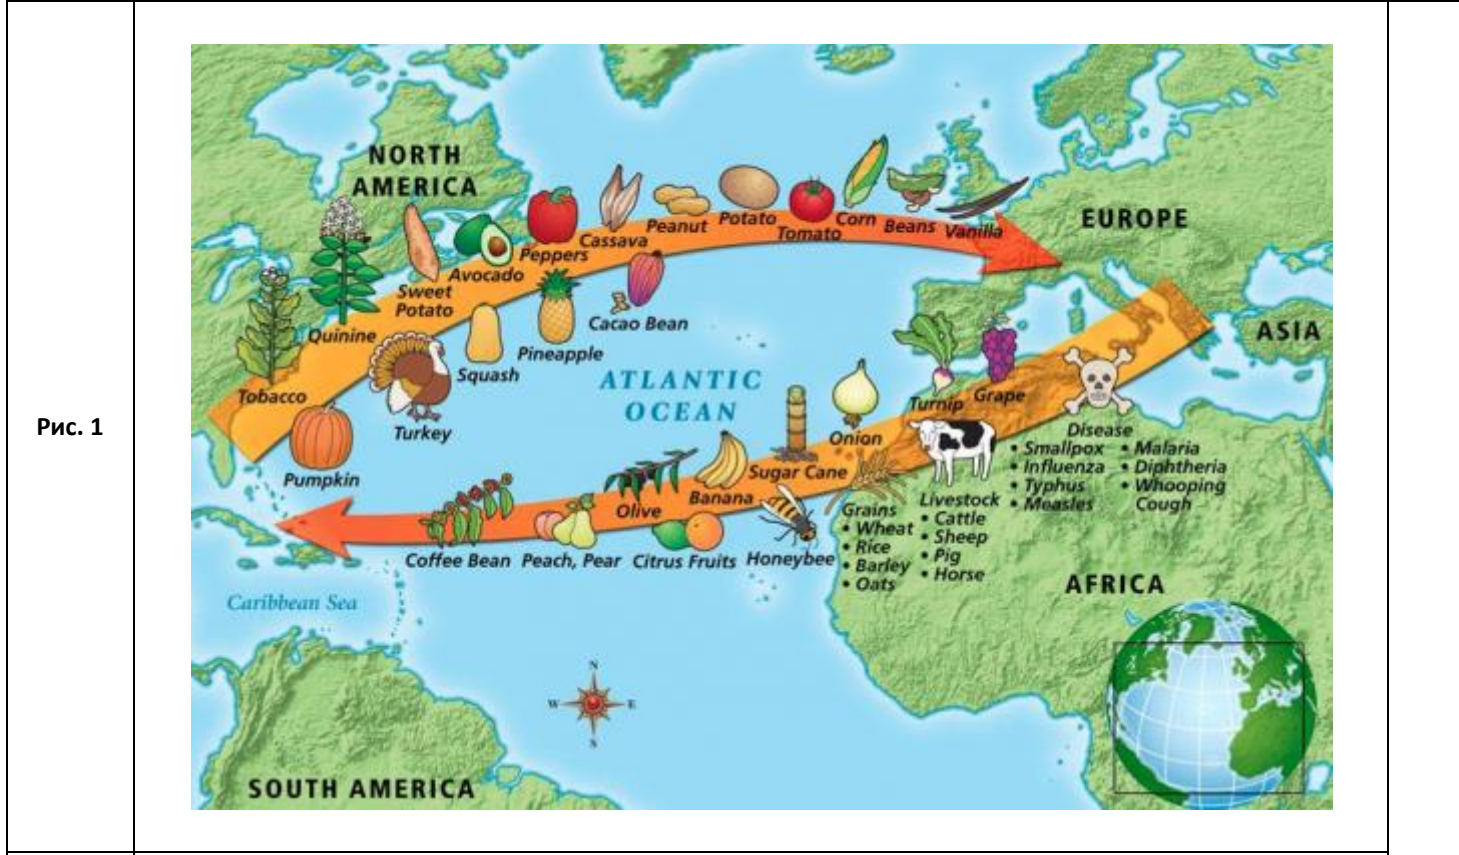 Рис. 1
NORTH
AMERICA
EUROPE
ASIA
Tobacco
Quinine
Sweet
Potato
Avocado
Peppers
Cassava
Peanut
Potato
Tomato
Corn
Beans
Vanilla
Pumpkin
Turkey
Squash
Pineapple
Cacao Bean
ATLANTIC
OCEAN
Coffee Bean
Peach, Pear
Olive
Citrus Fruits
Banana
Sugar Cane
Honeybee
Onion
Grains
• Wheat
• Rice
• Barley
• Oats
Turnip
Grape
Livestock
• Cattle
• Sheep
• Pig
• Horse
Disease
• Smallpox
• Influenza
• Typhus
• Measles
• Malaria
• Diphtheria
• Whooping
Cough
AFRICA
Caribbean Sea
SOUTH AMERICA
N
W
E
S